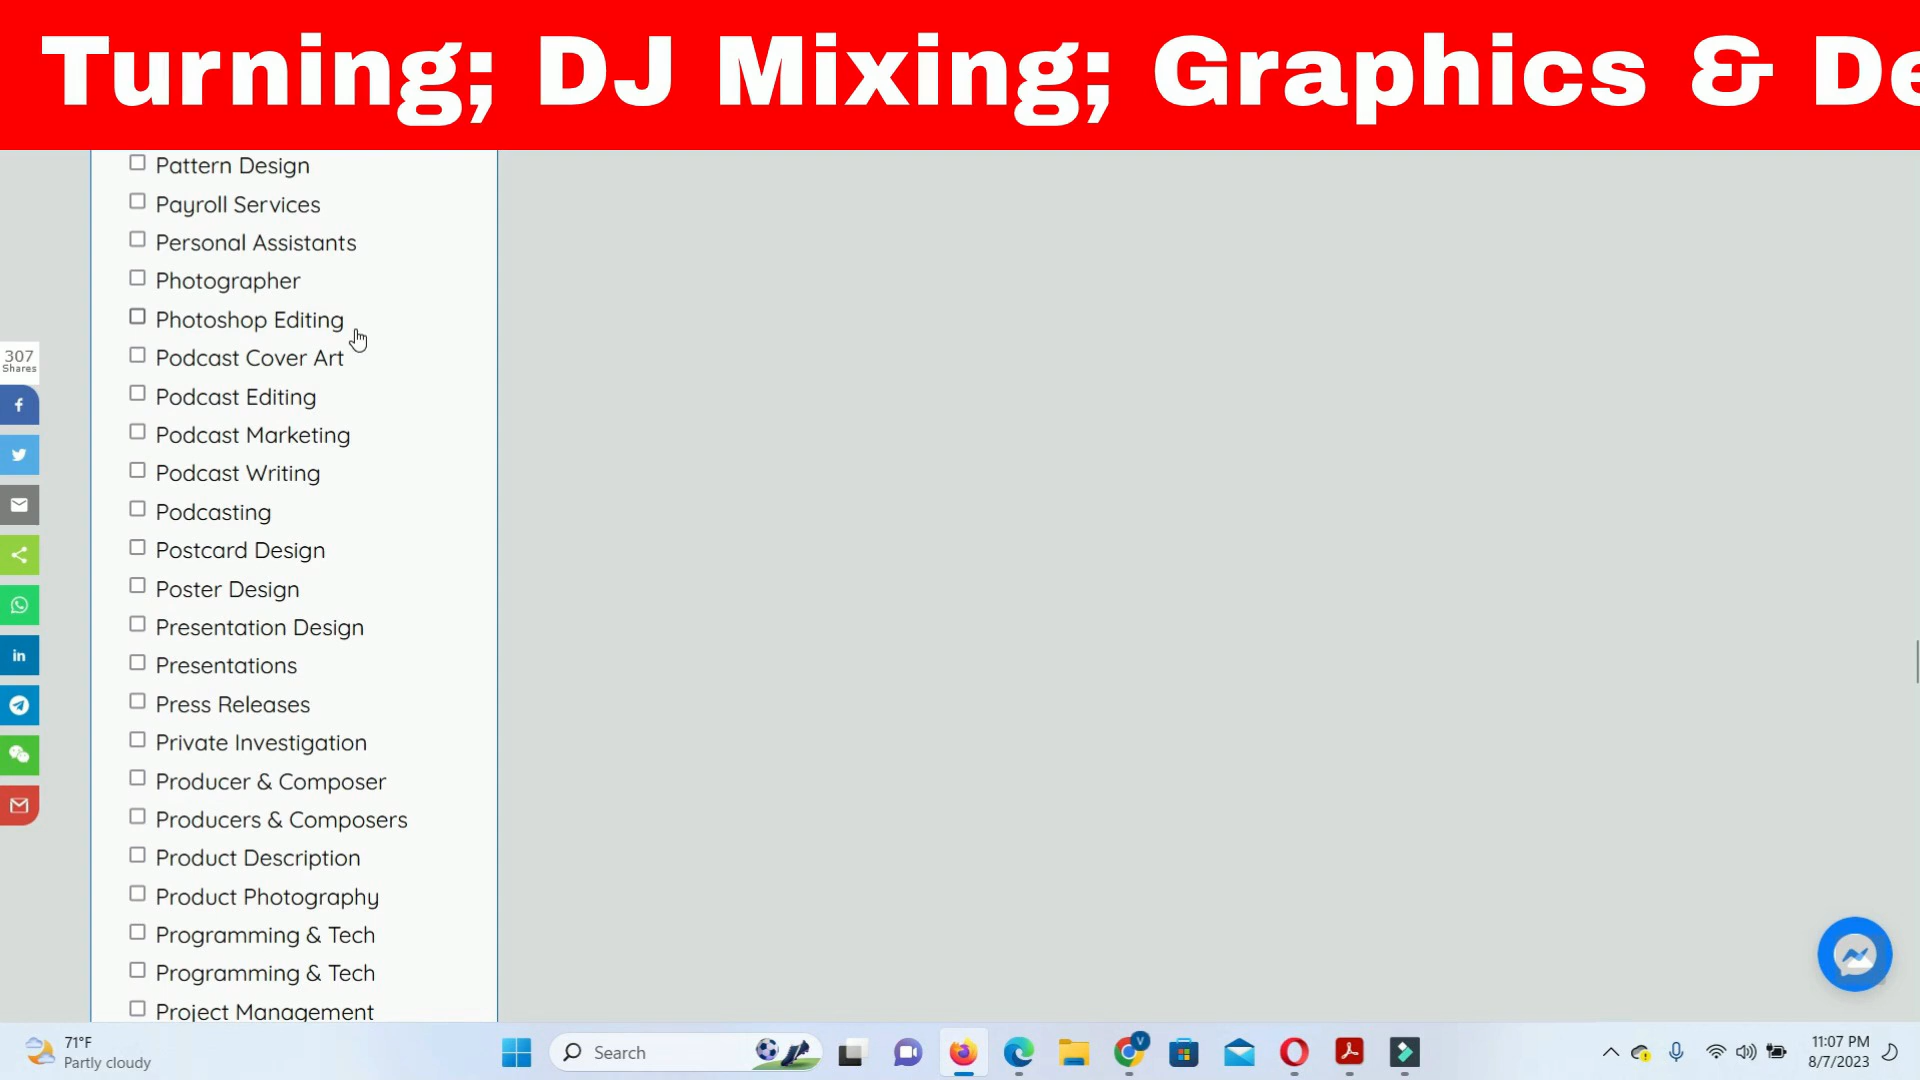 Turning; DJ Mixing; Graphics & De
Pattern Design
Payroll Services
Personal Assistants
Photographer
Photoshop Editing
Podcast Cover Art
Podcast Editing
Podcast Marketing
Podcast Writing
Podcasting
Postcard Design
Poster Design
Presentation Design
Presentations
Press Releases
Private Investigation
Producer & Composer
Producers & Composers
Product Description
Product Photography
Programming & Tech
Programming & Tech
Project Management
307
Shares
f
in
71°F
Partly cloudy
Search
V
11:07 PM
8/7/2023